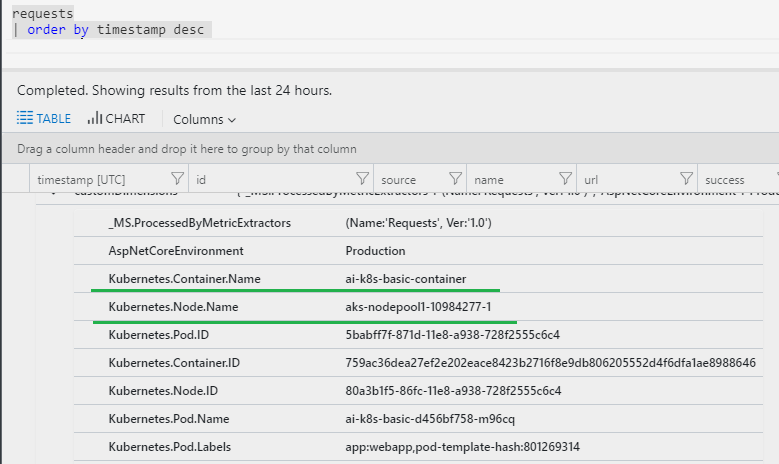 requests
| order by timestamp desc
Completed. Showing results from the last 24 hours.
TABLE CHART Columns
Drag a column header and drop it here to group by that column
timestamp [UTC] id source name url success
_MS.ProcessedByMetricExtractors (Name:'Requests', Ver:'1.0')
AspNetCoreEnvironment Production
Kubernetes.Container.Name ai-k8s-basic-container
Kubernetes.Node.Name aks-nodepool1-10984277-1
Kubernetes.Pod.ID 5babff7f-871d-11e8-a938-728f2555c6c4
Kubernetes.Container.ID 759ac36dea27ef2e202eace8423b2716f8e9db806205552d4f6dfa1ae8988646
Kubernetes.Node.ID 80a3b1f5-86fc-11e8-a938-728f2555c6c4
Kubernetes.Pod.Name ai-k8s-basic-d456bf758-m96cq
Kubernetes.Pod.Labels app:webapp,pod-template-hash:801269314